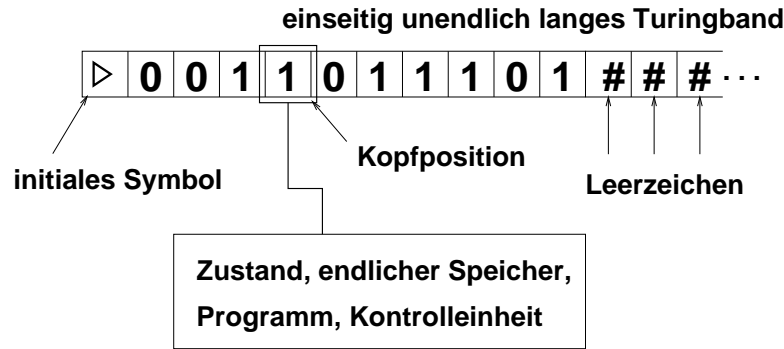 einseitig unendlich langes Turingband
▷ 0 0 1 1 0 1 1 1 0 1 # # # ...
Kopfposition
initiales Symbol
Leerzeichen
Zustand, endlicher Speicher,
Programm, Kontrolleinheit